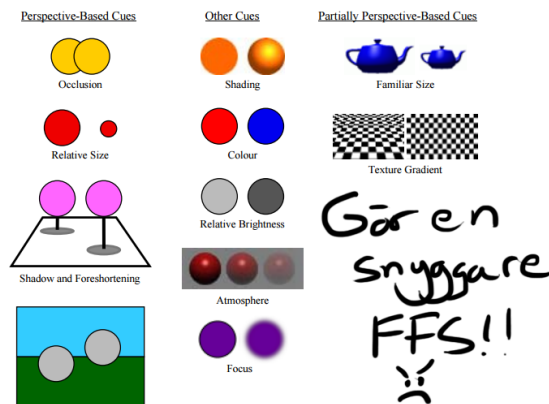 Perspective-Based Cues
Occlusion
Relative Size
Shadow and Foreshortening
Other Cues
Shading
Colour
Relative Brightness
Atmosphere
Focus
Partially Perspective-Based Cues
Familiar Size
Texture Gradient
Gör en
snyggare
FFS!!